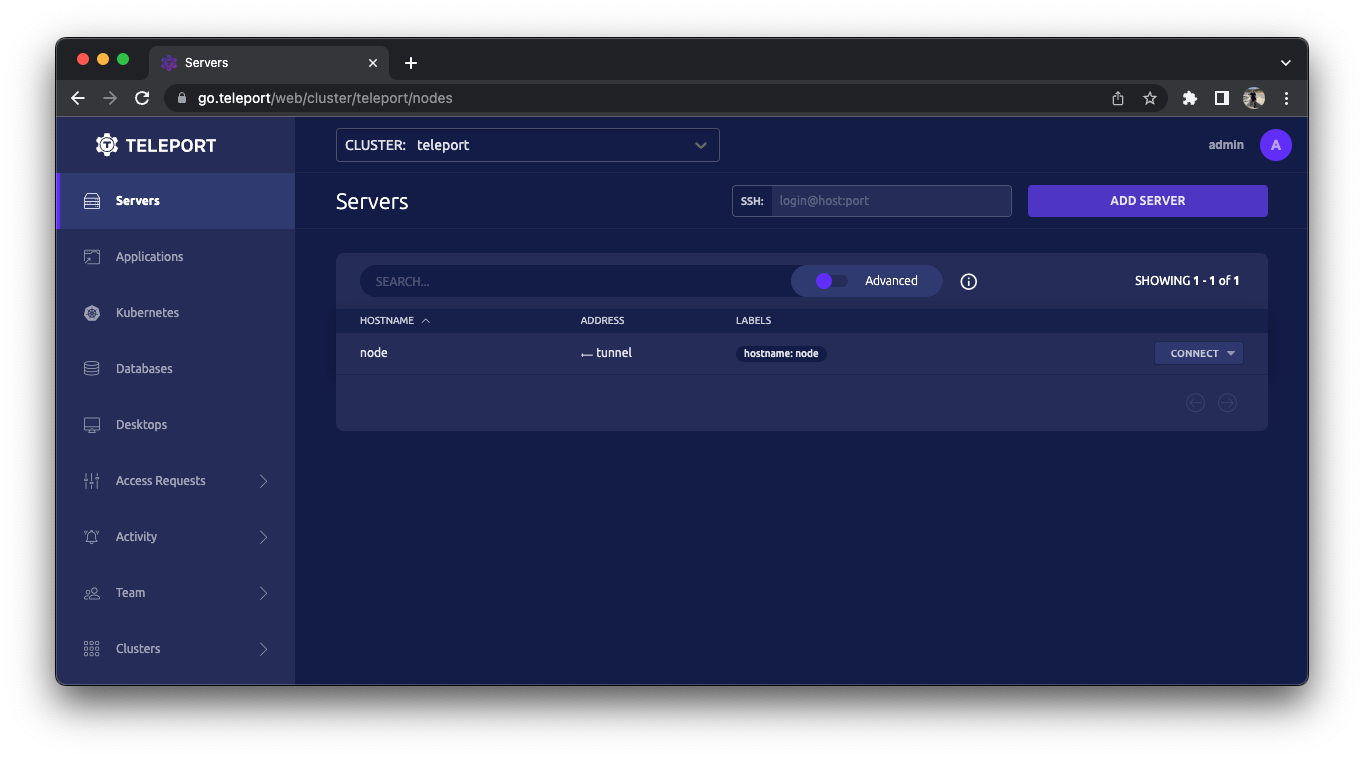 Servers
go.teleport/web/cluster/teleport/nodes
TELEPORT
CLUSTER: teleport
admin
A
Servers
Applications
Kubernetes
Databases
Desktops
Access Requests
Activity
Team
Clusters
Servers
SSH: login@host:port
ADD SERVER
SEARCH...
Advanced
SHOWING 1 - 1 of 1
HOSTNAME ADDRESS LABELS
node ← tunnel hostname: node CONNECT